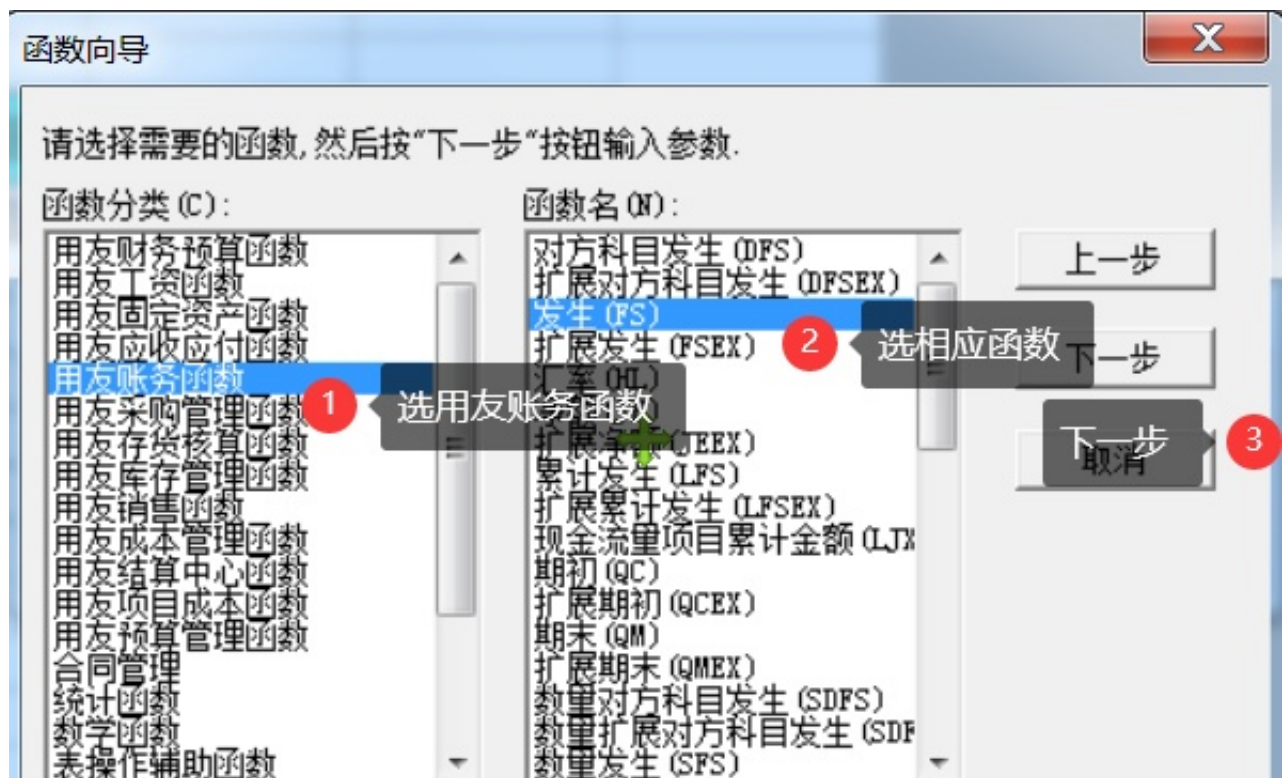 函数向导
X
请选择需要的函数,然后按“下一步“按钮输入参数.
函数分类(C):
用友财务预算函数
用友工资函数
用友固定资产函数
用友应收应付函数
用友账务函数
用友采购管理函数
用友存货核算函数
用友库存管理函数
用友销售函数
用友成本管理函数
用友结算中心函数
用友项目成本函数
用友预算管理函数
合同管理
统计函数
数学函数
表操作辅助函数
1
选用友账务函数
函数名(N):
对方科目发生(DFS)
扩展对方科目发生(DFSEX)
发生(FS)
扩展发生(FSEX)
汇率(HL)
扩展净额(JEEX)
累计发生(LFS)
扩展累计发生(LFSEX)
现金流量项目累计金额(LJX
期初(QC)
扩展期初(QCEX)
期末(QM)
扩展期末(QMEX)
数量对方科目发生(SDFS)
数量扩展对方科目发生(SDF
数量发生(SFS)
2
选相应函数
上一步
下一步
下一步
3
取消